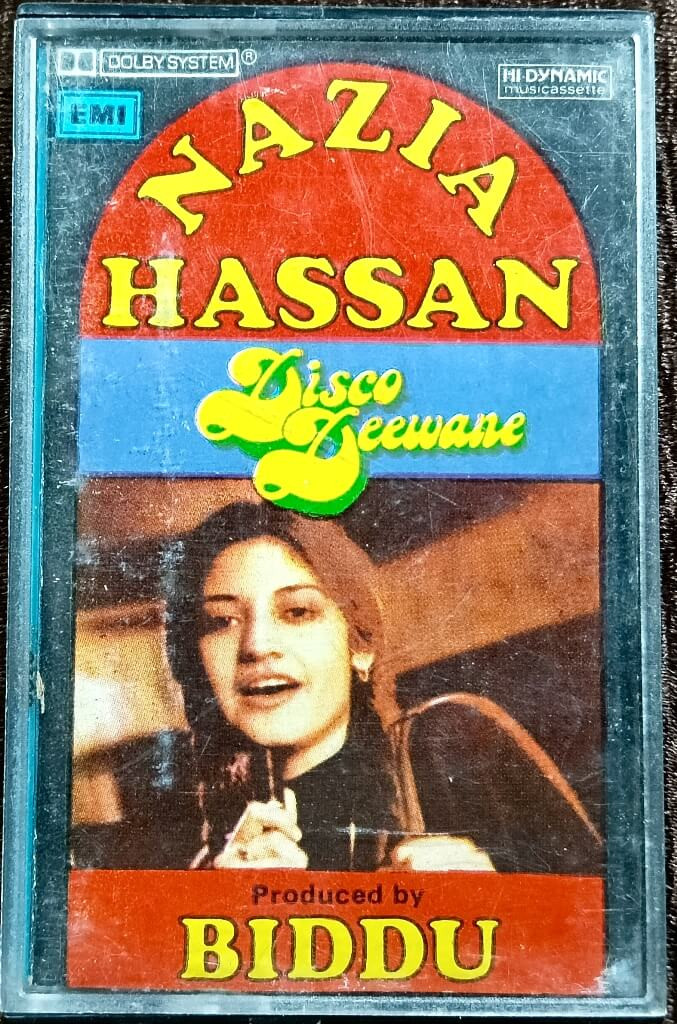 DOLBY SYSTEM®
HI-DYNAMIC
musicassette
EMI
NAZIA
HASSAN
Disco
Deewane
Produced by
BIDDU